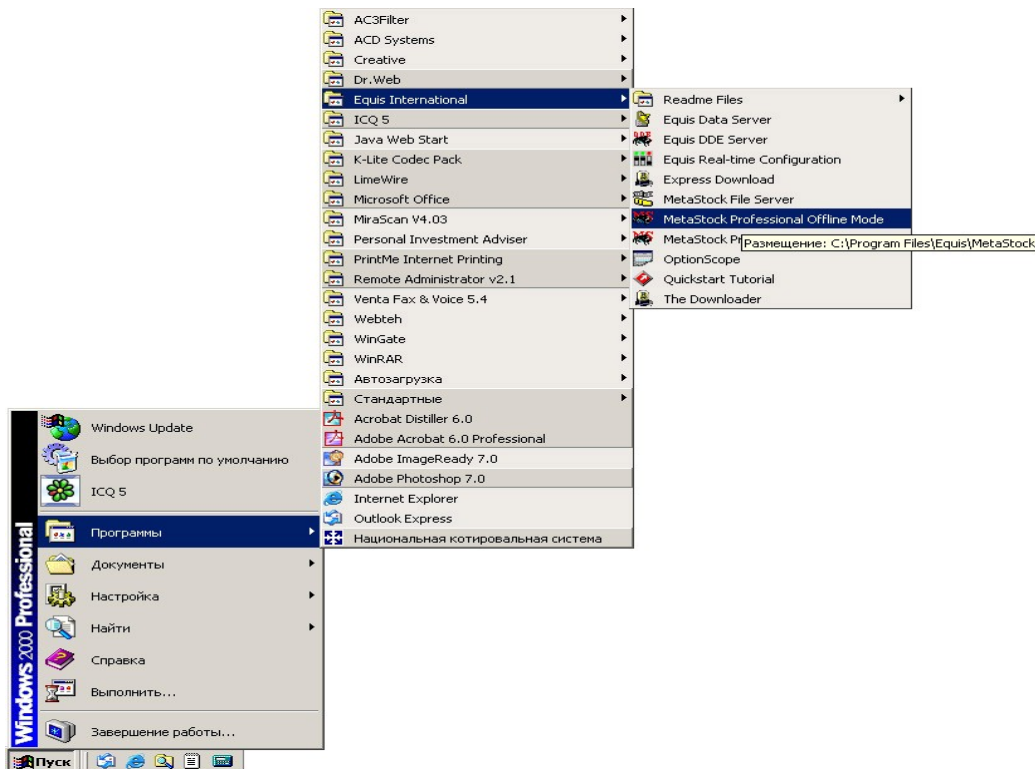 AC3Filter
ACD Systems
Creative
Dr.Web
Equis International
ICQ 5
Java Web Start
K-Lite Codec Pack
LimeWire
Microsoft Office
MiraScan V4.03
Personal Investment Adviser
PrintMe Internet Printing
Remote Administrator v2.1
Venta Fax & Voice 5.4
Webteh
WinGate
WinRAR
Автозагрузка
Стандартные
Acrobat Distiller 6.0
Adobe Acrobat 6.0 Professional
Adobe ImageReady 7.0
Adobe Photoshop 7.0
Internet Explorer
Outlook Express
Национальная котировальная система
Readme Files
Equis Data Server
Equis DDE Server
Equis Real-time Configuration
Express Download
MetaStock File Server
MetaStock Professional Offline Mode
MetaStock Pr
Размещение: C:\Program Files\Equis\MetaStock
OptionScope
Quickstart Tutorial
The Downloader
Windows Update
Выбор программ по умолчанию
ICQ 5
Программы
Документы
Настройка
Найти
Справка
Выполнить...
Завершение работы...
Windows 2000 Professional
Пуск